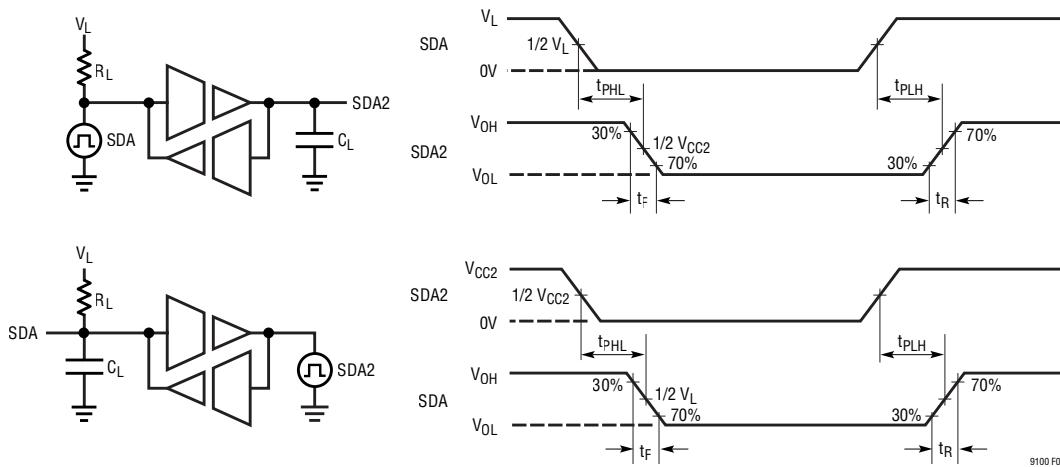 VL
RL
SDA
SDA2
CL
SDA
VL
1/2 VL
0V
tPHL
tPLH
SDA2
VOH
30%
1/2 VCC2
70%
30%
70%
VOL
tF
tR
VL
RL
SDA
CL
SDA2
SDA2
VCC2
1/2 VCC2
0V
tPHL
tPLH
SDA
VOH
30%
1/2 VL
70%
30%
70%
VOL
tF
tR